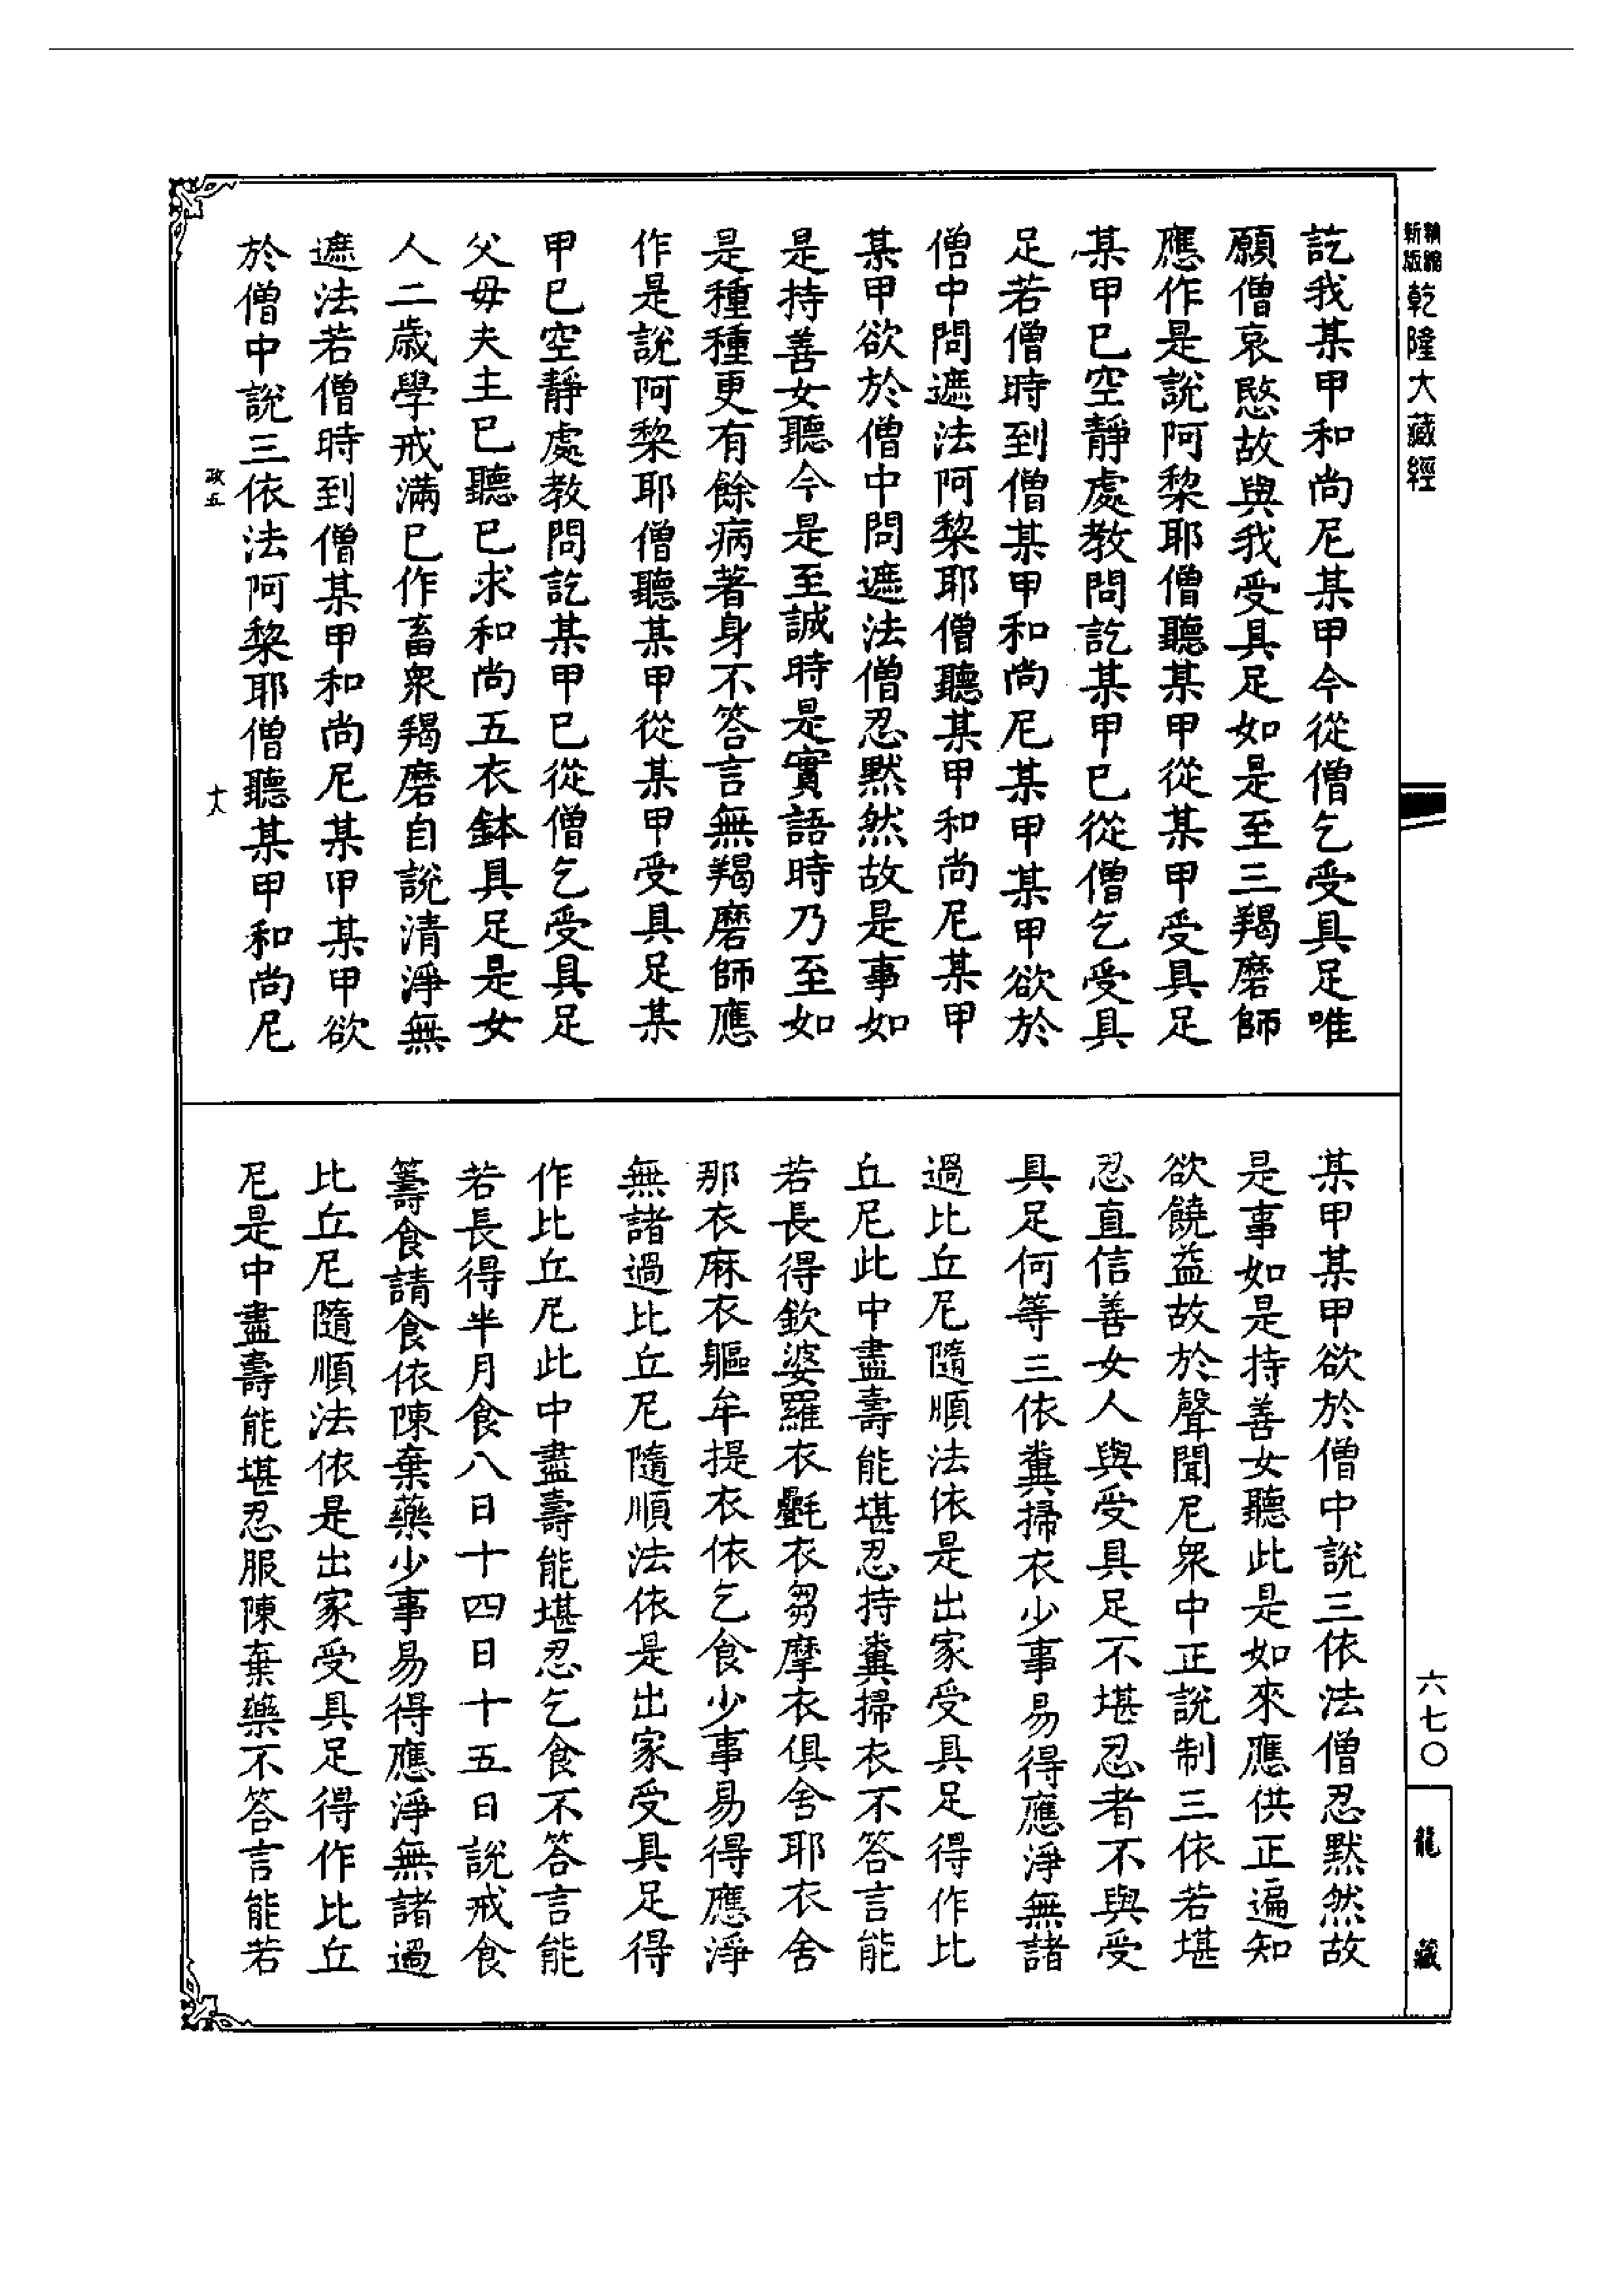 精縮新版乾隆大藏經
訖我某甲和尚尼某甲今從僧乞受具足唯
願僧哀愍故與我受具足如是至三羯磨師
應作是說阿黎耶僧聽某甲從某甲受具足
某甲已空靜處教問訖某甲已從僧乞受具
足若僧時到僧某甲和尚尼某甲某甲欲於
僧中問遮法阿黎耶僧聽某甲和尚尼某甲
某甲欲於僧中問遮法僧忍默然故是事如
是持善女聽今是至誠時是實語時乃至如
是種種更有餘病著身不答言無羯磨師應
作是說阿黎耶僧聽某甲從某甲受具足某
甲已空靜處教問訖某甲已從僧乞受具足
父母夫主已聽已求和尚五衣鉢具足是女
人二歲學戒滿已作畜衆羯磨自說清淨無
遮法若僧時到僧某甲和尚尼某甲某甲欲
於僧中說三依法阿黎耶僧聽某甲和尚尼
政五
十八
某甲某甲欲於僧中說三依法僧忍默然故
是事如是持善女聽此是如來應供正遍知
欲饒益故於聲聞尼衆中正說制三依若堪
忍直信善女人與受具足不堪忍者不與受
具足何等三依糞掃衣少事易得應淨無諸
過比丘尼隨順法依是出家受具足得作比
丘尼此中盡壽能堪忍持糞掃衣不答言能
若長得欽婆羅衣㲲衣芻摩衣俱舍耶衣舍
那衣麻衣軀牟提衣依乞食少事易得應淨
無諸過比丘尼隨順法依是出家受具足得
作比丘尼此中盡壽能堪忍乞食不答言能
若長得半月食八日十四日十五日說戒食
籌食請食依陳棄藥少事易得應淨無諸過
比丘尼隨順法依是出家受具足得作比丘
尼是中盡壽能堪忍服陳棄藥不答言能若
六七〇
龍藏